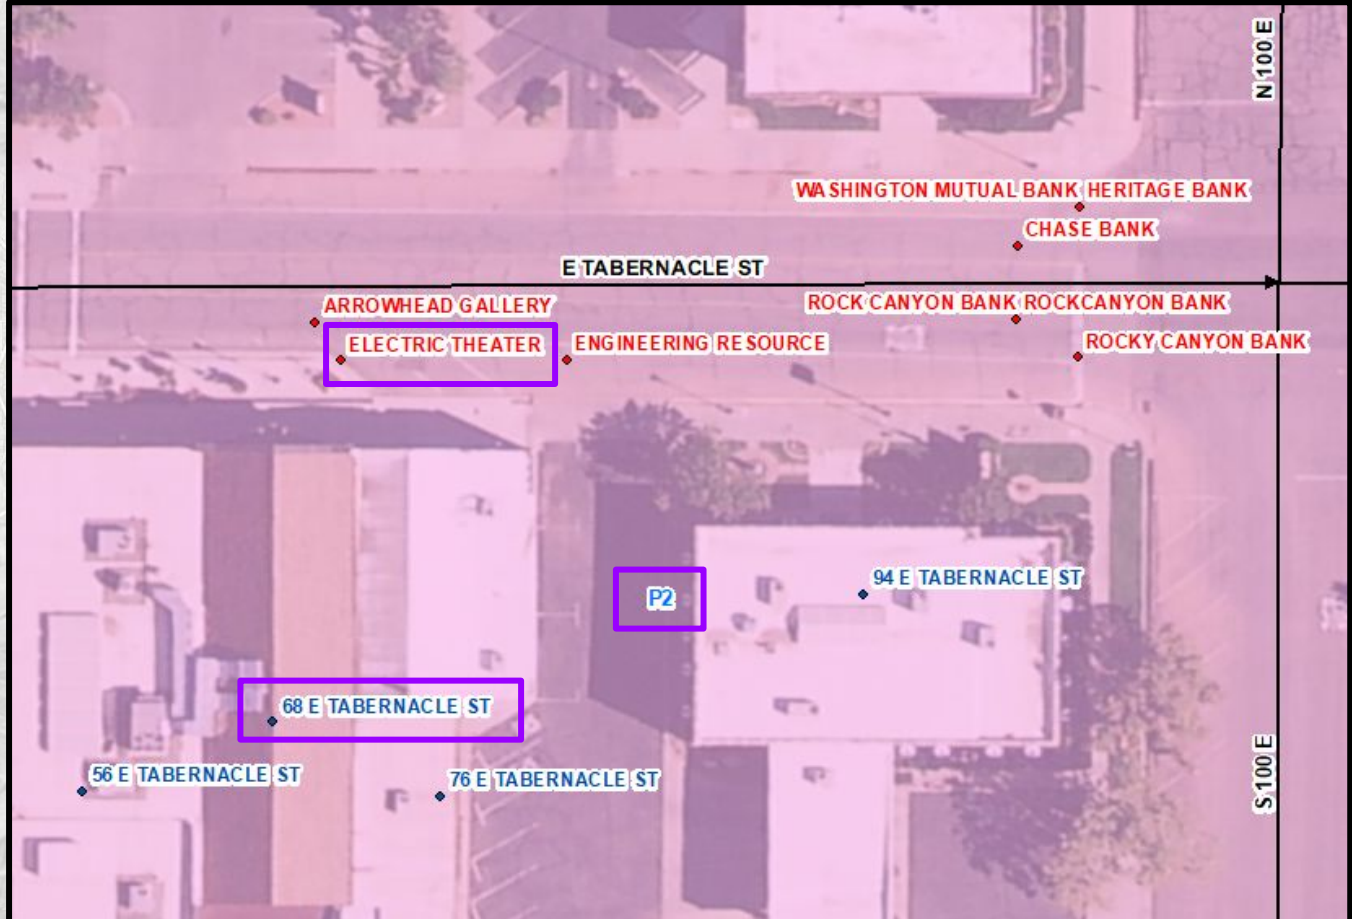 N 100 E
WASHINGTON MUTUAL BANK HERITAGE BANK
CHASE BANK
E TABERNACLE ST
ARROWHEAD GALLERY
ROCK CANYON BANK ROCKCANYON BANK
ELECTRIC THEATER
ENGINEERING RESOURCE
ROCKY CANYON BANK
P2
94 E TABERNACLE ST
68 E TABERNACLE ST
56 E TABERNACLE ST
76 E TABERNACLE ST
S 100 E